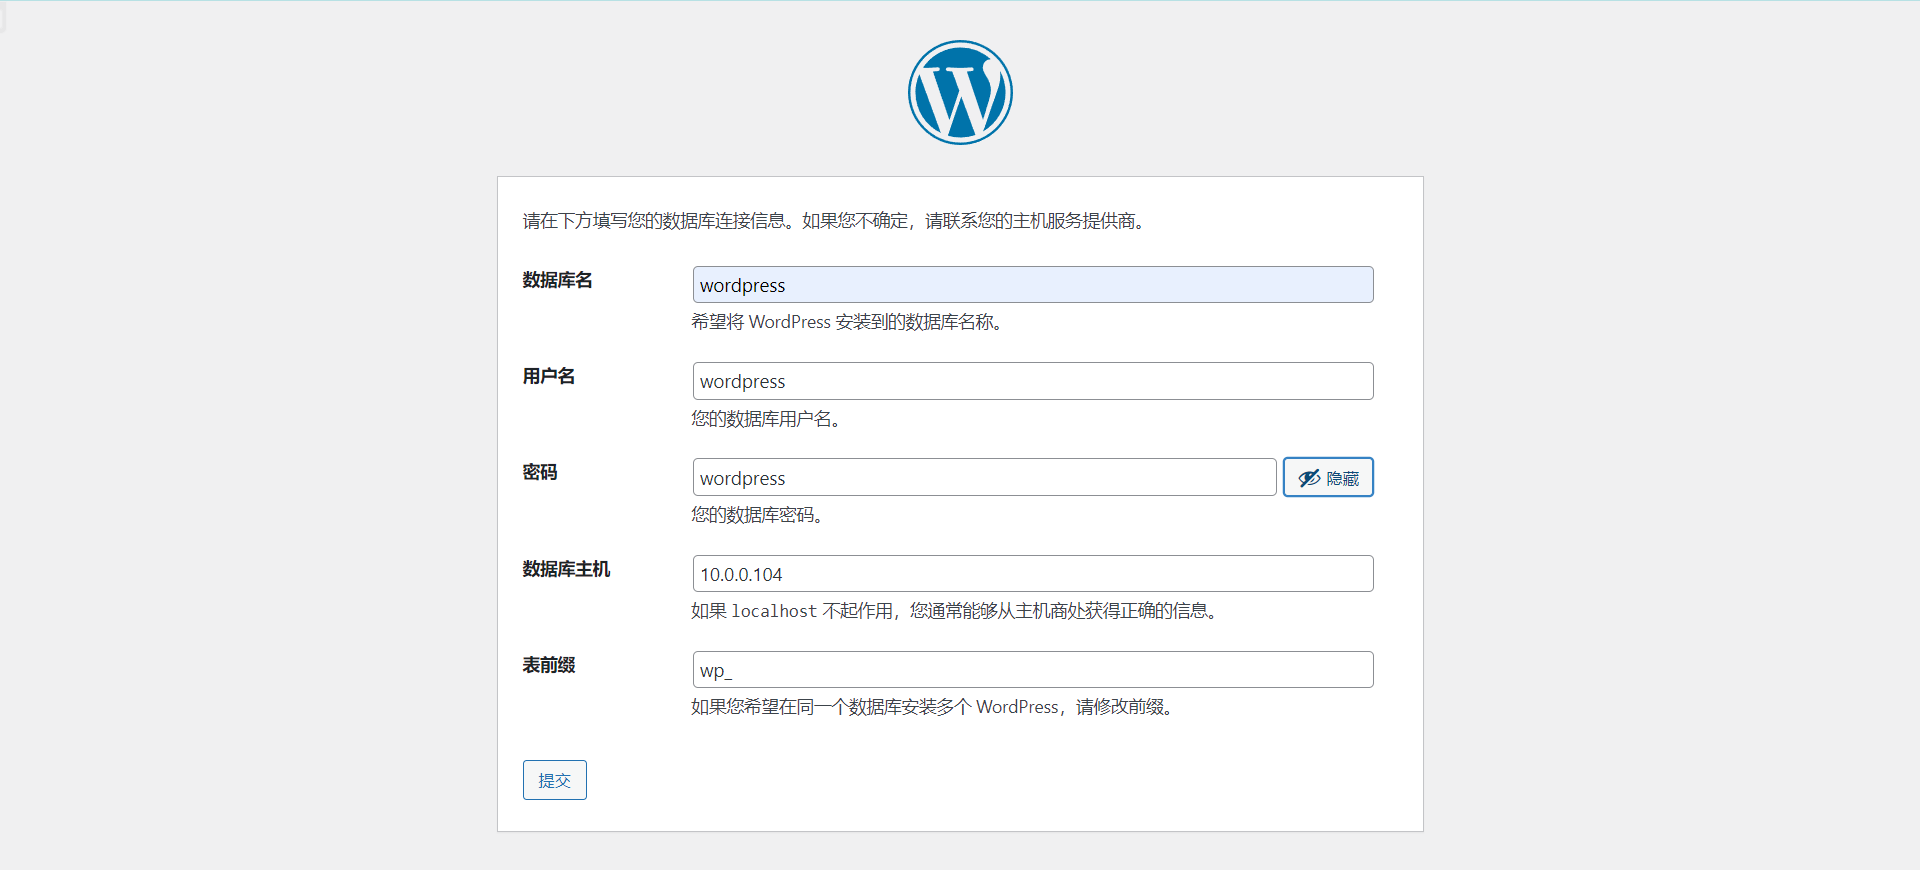 请在下方填写您的数据库连接信息。如果您不确定，请联系您的主机服务提供商。
数据库名
wordpress
希望将 WordPress 安装到的数据库名称。
用户名
wordpress
您的数据库用户名。
密码
wordpress
隐藏
您的数据库密码。
数据库主机
10.0.0.104
如果 localhost 不起作用，您通常能够从主机商处获得正确的信息。
表前缀
wp_
如果您希望在同一个数据库安装多个 WordPress，请修改前缀。
提交